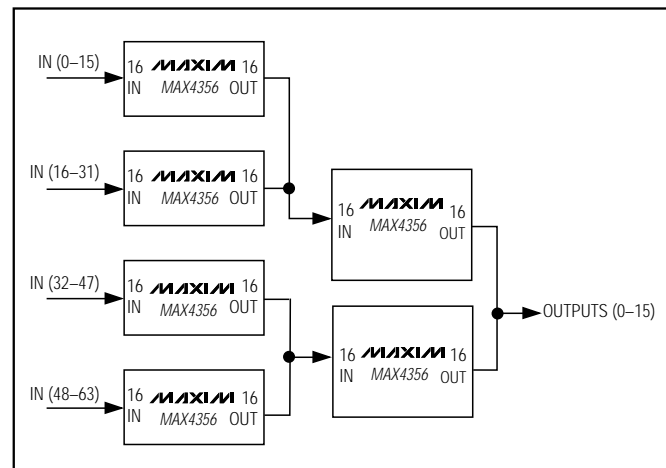 IN (0–15)
16 MAXIM 16
IN MAX4356 OUT
IN (16–31)
16 MAXIM 16
IN MAX4356 OUT
16 MAXIM 16
IN MAX4356 OUT
IN (32–47)
16 MAXIM 16
IN MAX4356 OUT
OUTPUTS (0–15)
16 MAXIM 16
IN MAX4356 OUT
IN (48–63)
16 MAXIM 16
IN MAX4356 OUT